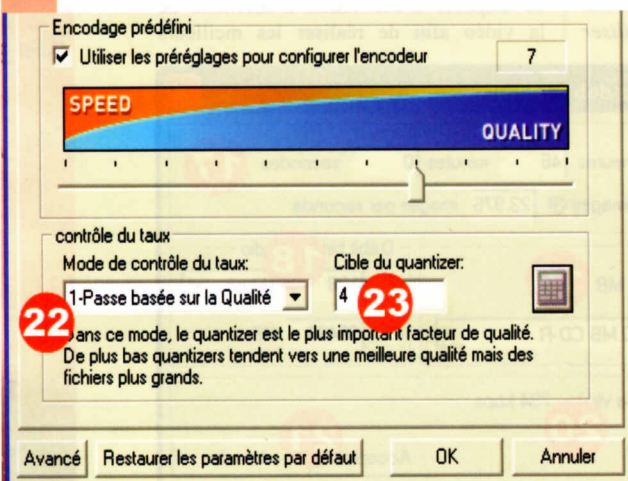 Encodage prédéfini
Utiliser les préréglages pour configurer l'encodeur 7
SPEED
QUALITY
contrôle du taux
Mode de contrôle du taux: Cible du quantizer:
1-Passe basée sur la Qualité 4
22 23
Dans ce mode, le quantizer est le plus important facteur de qualité.
De plus bas quantizers tendent vers une meilleure qualité mais des
fichiers plus grands.
Avancé Restaurer les paramètres par défaut OK Annuler